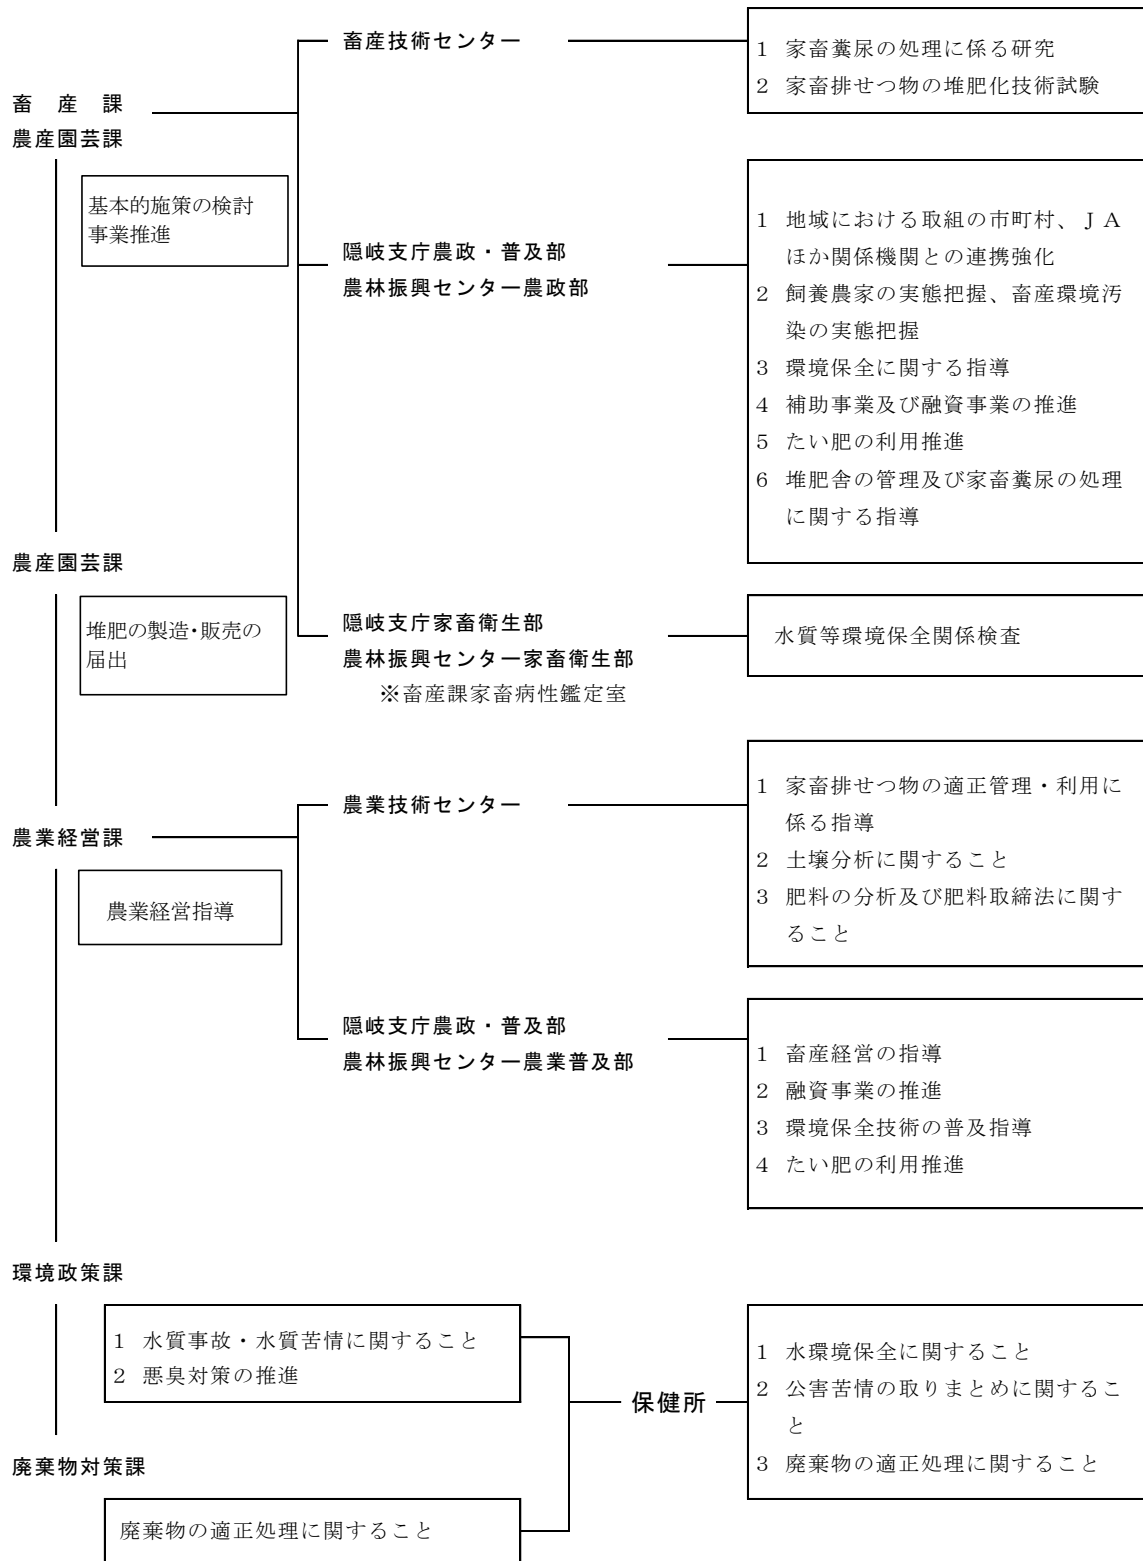 畜産技術センター
1 家畜糞尿の処理に係る研究
2 家畜排せつ物の堆肥化技術試験
畜 産 課
農産園芸課
基本的施策の検討
事業推進
隠岐支庁農政・普及部
農林振興センター農政部
1 地域における取組の市町村、JA
ほか関係機関との連携強化
2 飼養農家の実態把握、畜産環境汚
染の実態把握
3 環境保全に関する指導
4 補助事業及び融資事業の推進
5 たい肥の利用推進
6 堆肥舎の管理及び家畜糞尿の処理
に関する指導
農産園芸課
堆肥の製造・販売の
届出
隠岐支庁家畜衛生部
農林振興センター家畜衛生部
※畜産課家畜病性鑑定室
水質等環境保全関係検査
農業経営課
農業経営指導
農業技術センター
1 家畜排せつ物の適正管理・利用に
係る指導
2 土壌分析に関すること
3 肥料の分析及び肥料取締法に関す
ること
隠岐支庁農政・普及部
農林振興センター農業普及部
1 畜産経営の指導
2 融資事業の推進
3 環境保全技術の普及指導
4 たい肥の利用推進
環境政策課
1 水質事故・水質苦情に関すること
2 悪臭対策の推進
保健所
1 水環境保全に関すること
2 公害苦情の取りまとめに関するこ
と
3 廃棄物の適正処理に関すること
廃棄物対策課
廃棄物の適正処理に関すること